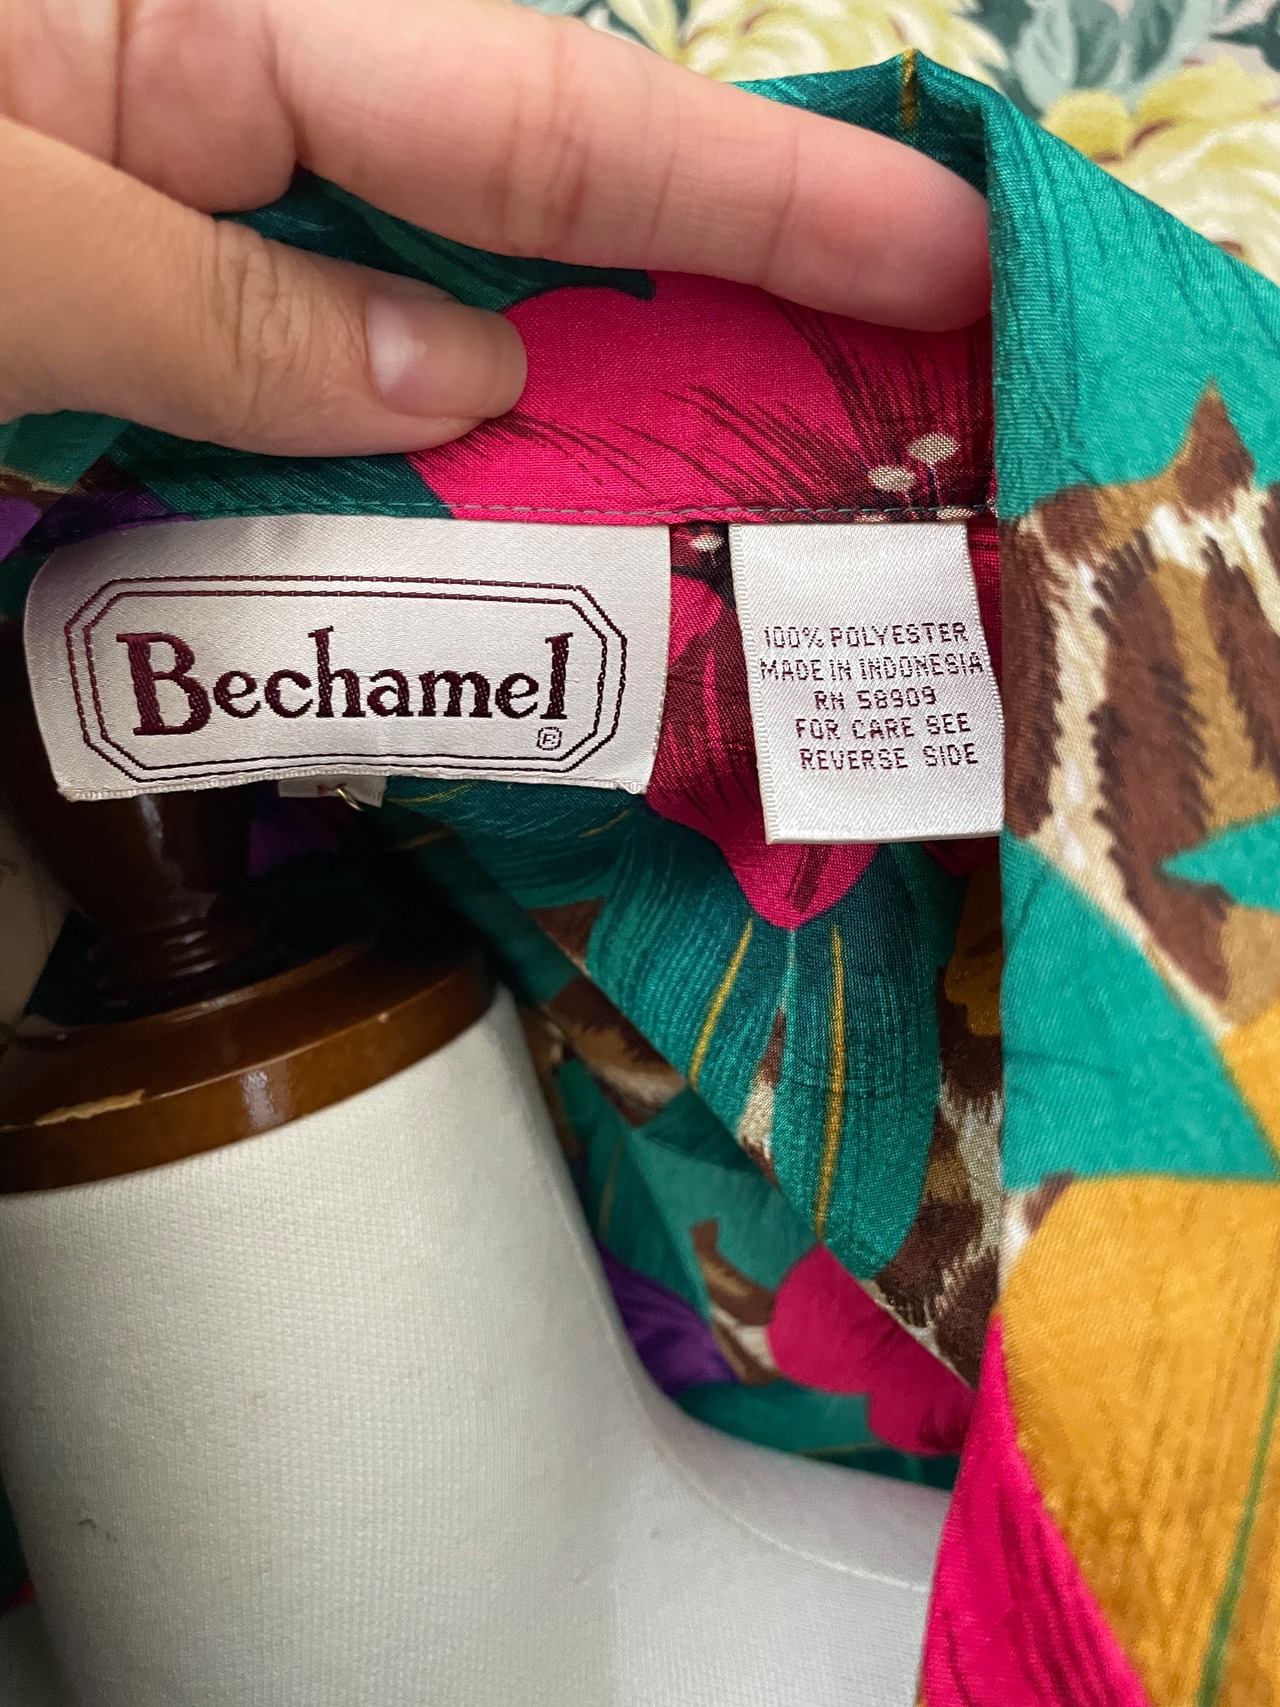 Bechamel
®
100% POLYESTER
MADE IN INDONESIA
RN 58909
FOR CARE SEE
REVERSE SIDE